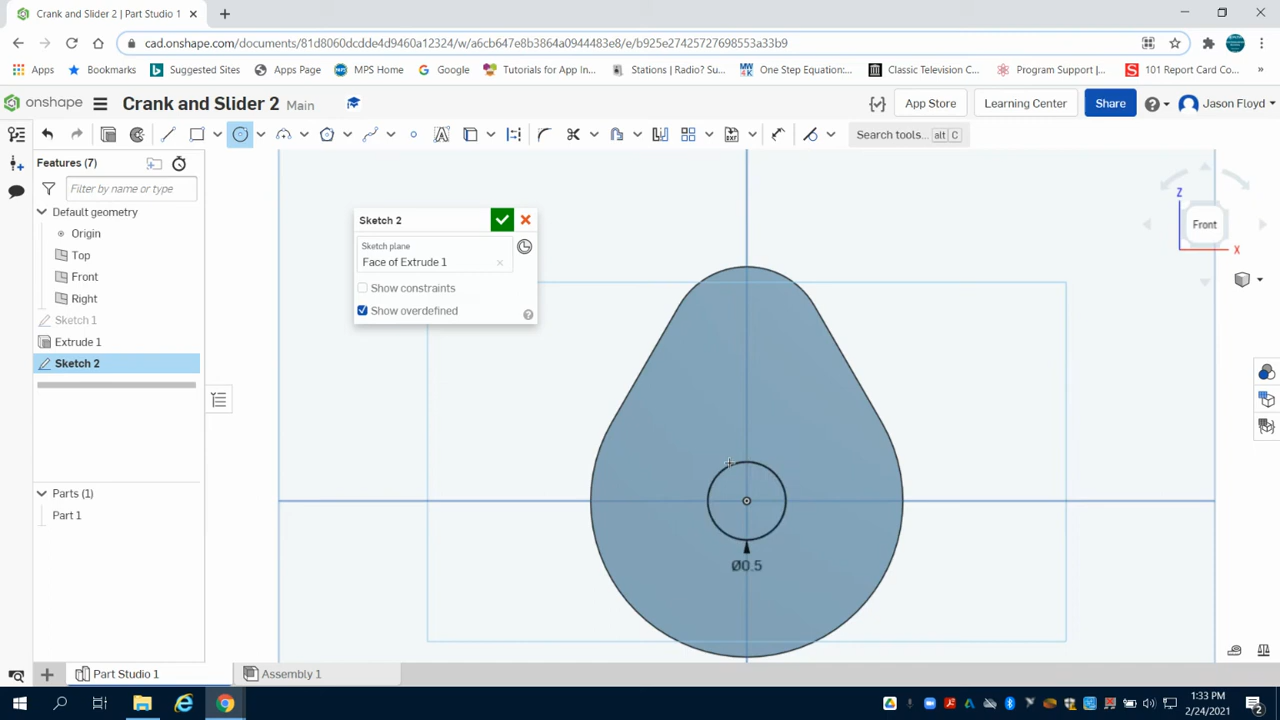 Crank and Slider 2 | Part Studio 1
cad.onshape.com/documents/81d8060dcdde4d9460a12324/w/a6cb647e8b3864a0944483e8/e/b925e27425727698553a33b9
Apps
Bookmarks
Suggested Sites
Apps Page
MPS Home
Google
Tutorials for App In...
Stations | Radio? Su...
One Step Equation:...
Classic Television C...
Program Support |...
101 Report Card Co...
»
onshape
Crank and Slider 2 Main
App Store
Learning Center
Share
Jason Floyd
Search tools... alt C
Features (7)
Filter by name or type
Default geometry
Origin
Top
Front
Right
Sketch 1
Extrude 1
Sketch 2
Parts (1)
Part 1
Sketch 2
Sketch plane
Face of Extrude 1
Show constraints
Show overdefined
Z
Front
X
Ø0.5
Part Studio 1
Assembly 1
1:33 PM
2/24/2021
2